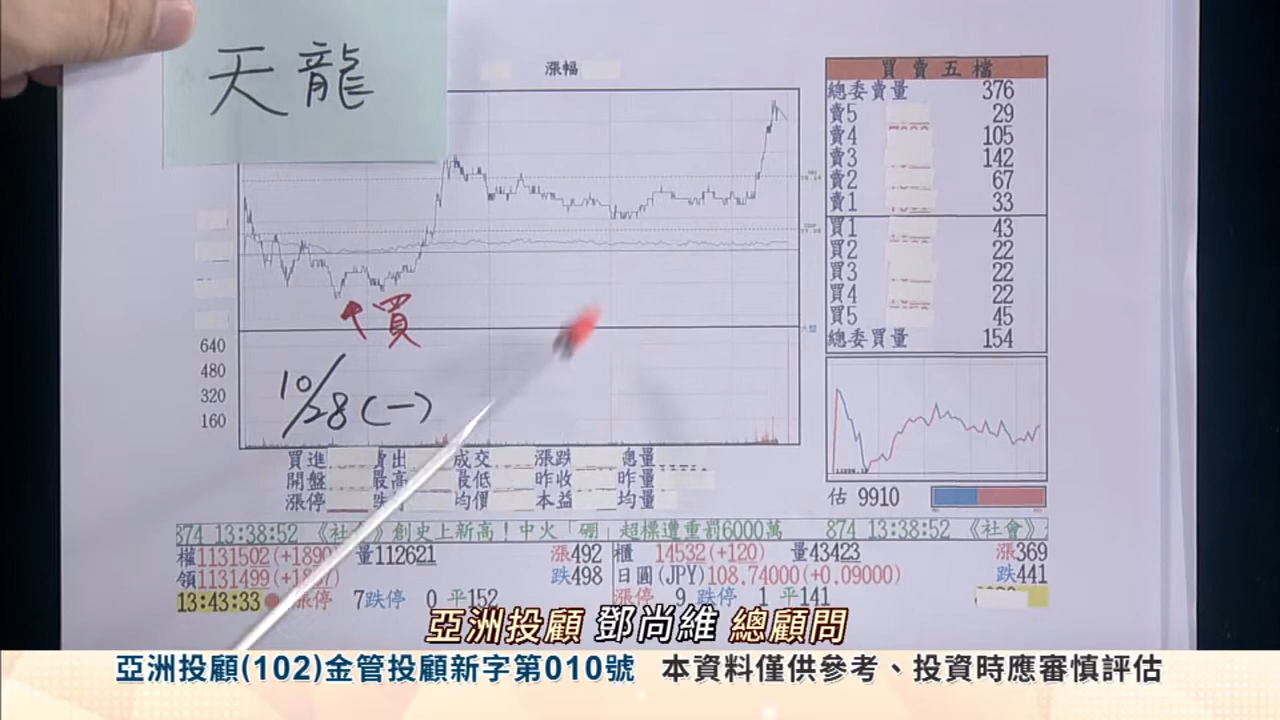 天龍
漲幅
買賣五檔
總委賣量 376
賣5 29
賣4 105
賣3 142
賣2 67
賣1 33
買1 43
買2 22
買3 22
買4 22
買5 45
總委買量 154
買
640
480
320
160
10/28(一)
買進 賣出 成交 漲跌 總量
開盤 最高 最低 昨收 昨量
漲停 跌停 均價 本益 均量
估 9910
874 13:38:52 《社會》創史上新高!中火「硼」超標遭重罰6000萬 874 13:38:52 《社會》
權1131502(+1890) 量112621 漲492 櫃 14532(+120) 量43423 漲369
領1131499 跌498 日圓(JPY)108.74000(+0.09000) 跌441
13:43:33 漲停 7跌停 0 平152 漲停 9 跌停 1 平141
亞洲投顧 鄧尚維 總顧問
亞洲投顧(102)金管投顧新字第010號 本資料僅供參考、投資時應審慎評估